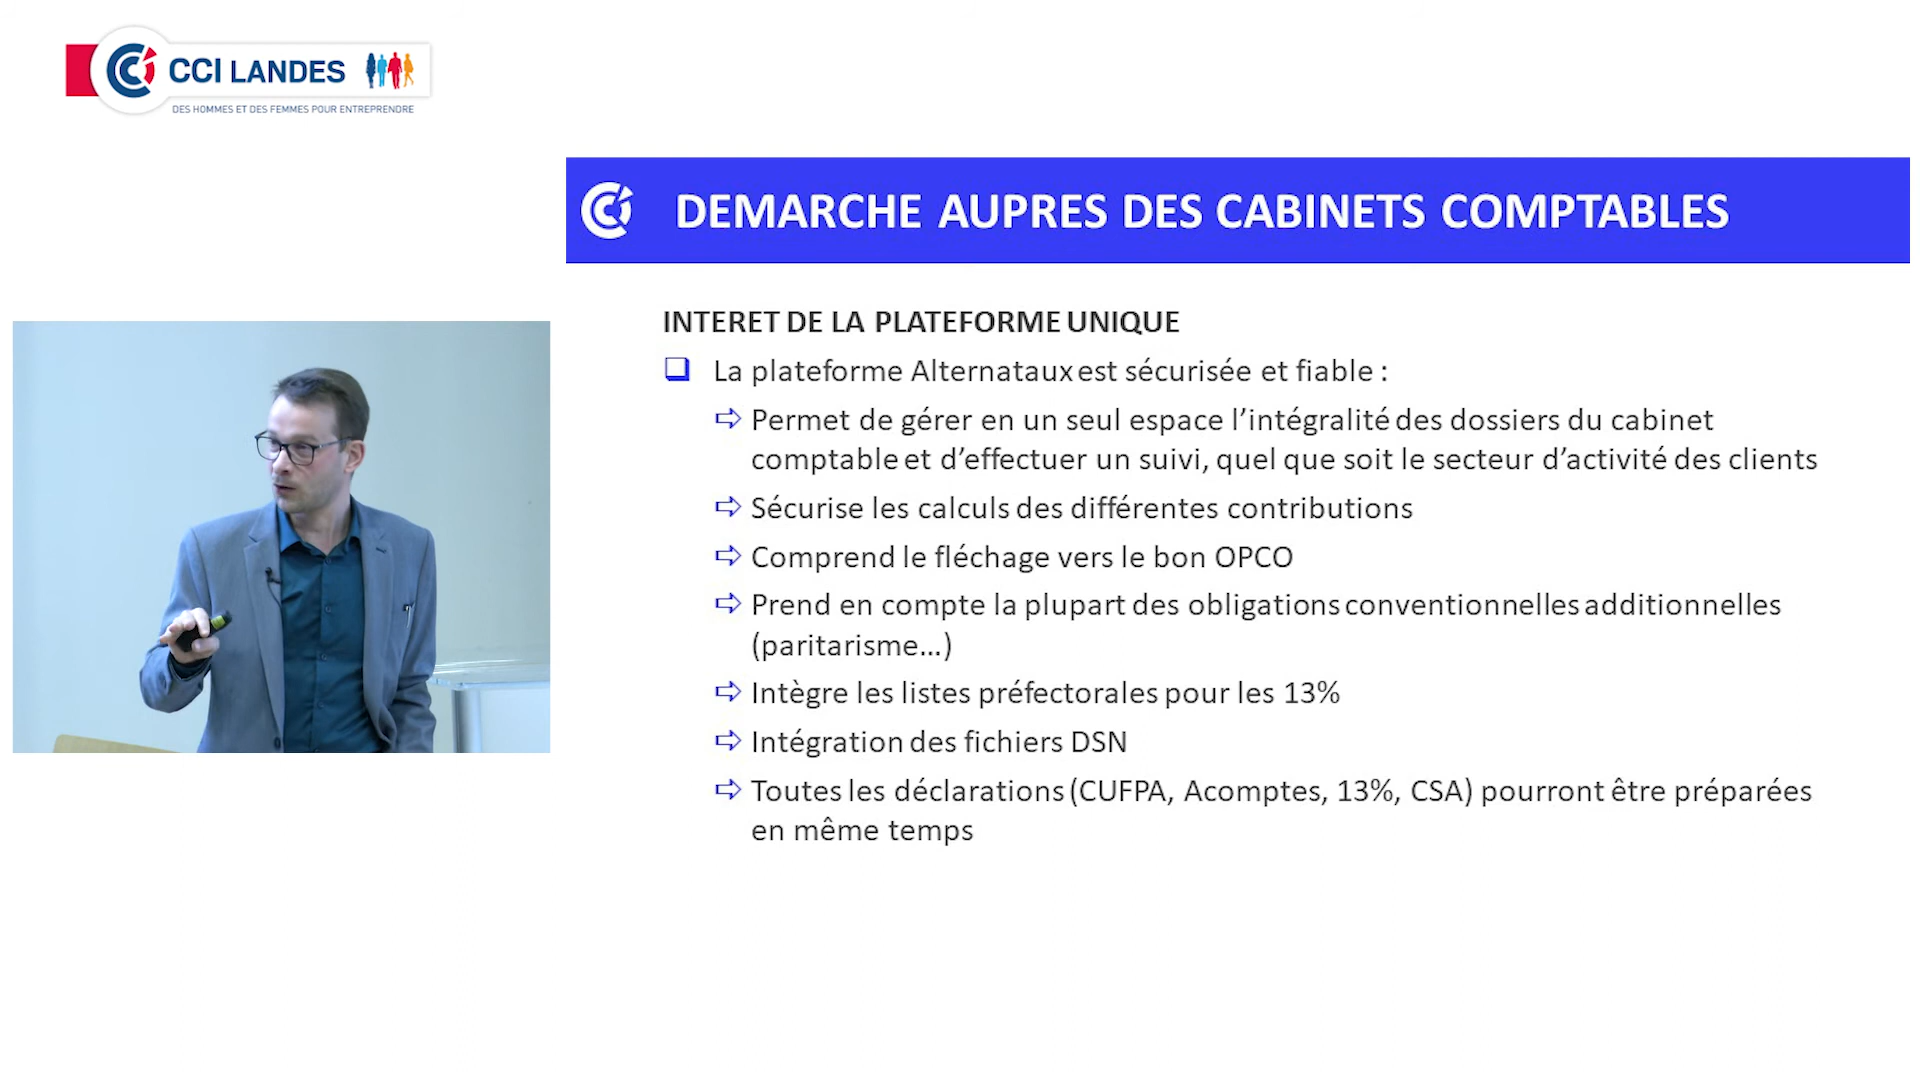 CCI LANDES
DES HOMMES ET DES FEMMES POUR ENTREPRENDRE
DEMARCHE AUPRES DES CABINETS COMPTABLES
INTERET DE LA PLATEFORME UNIQUE
La plateforme Alternataux est sécurisée et fiable :
Permet de gérer en un seul espace l’intégralité des dossiers du cabinet
comptable et d’effectuer un suivi, quel que soit le secteur d’activité des clients
Sécurise les calculs des différentes contributions
Comprend le fléchage vers le bon OPCO
Prend en compte la plupart des obligations conventionnelles additionnelles
(paritarisme…)
Intègre les listes préfectorales pour les 13%
Intégration des fichiers DSN
Toutes les déclarations (CUFPA, Acomptes, 13%, CSA) pourront être préparées
en même temps